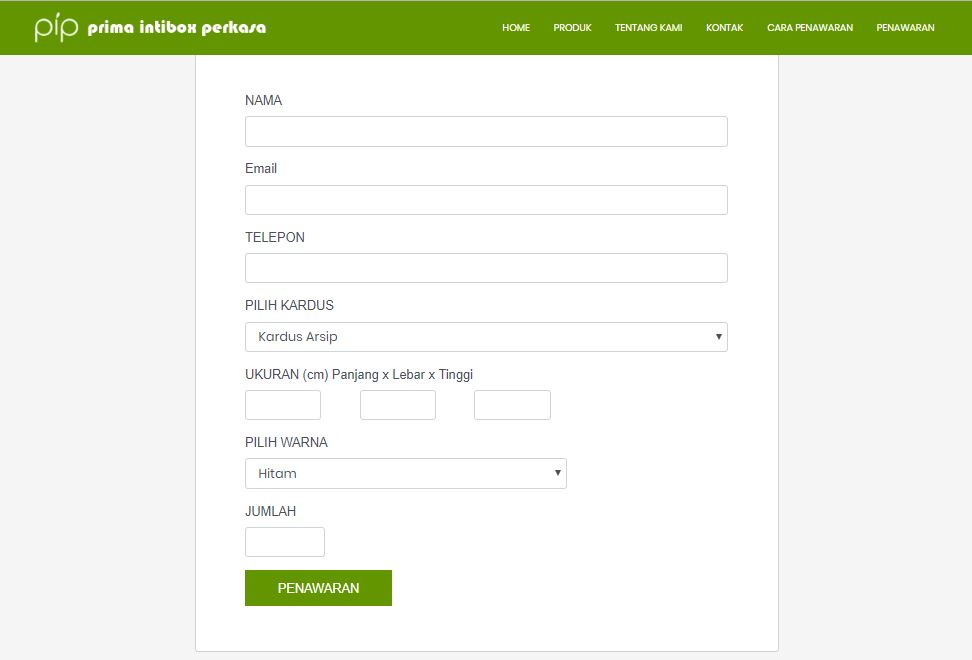 pip prima intibox perkasa HOME PRODUK TENTANG KAMI KONTAK CARA PENAWARAN PENAWARAN
NAMA
Email
TELEPON
PILIH KARDUS
Kardus Arsip
UKURAN (cm) Panjang x Lebar x Tinggi
PILIH WARNA
Hitam
JUMLAH
PENAWARAN